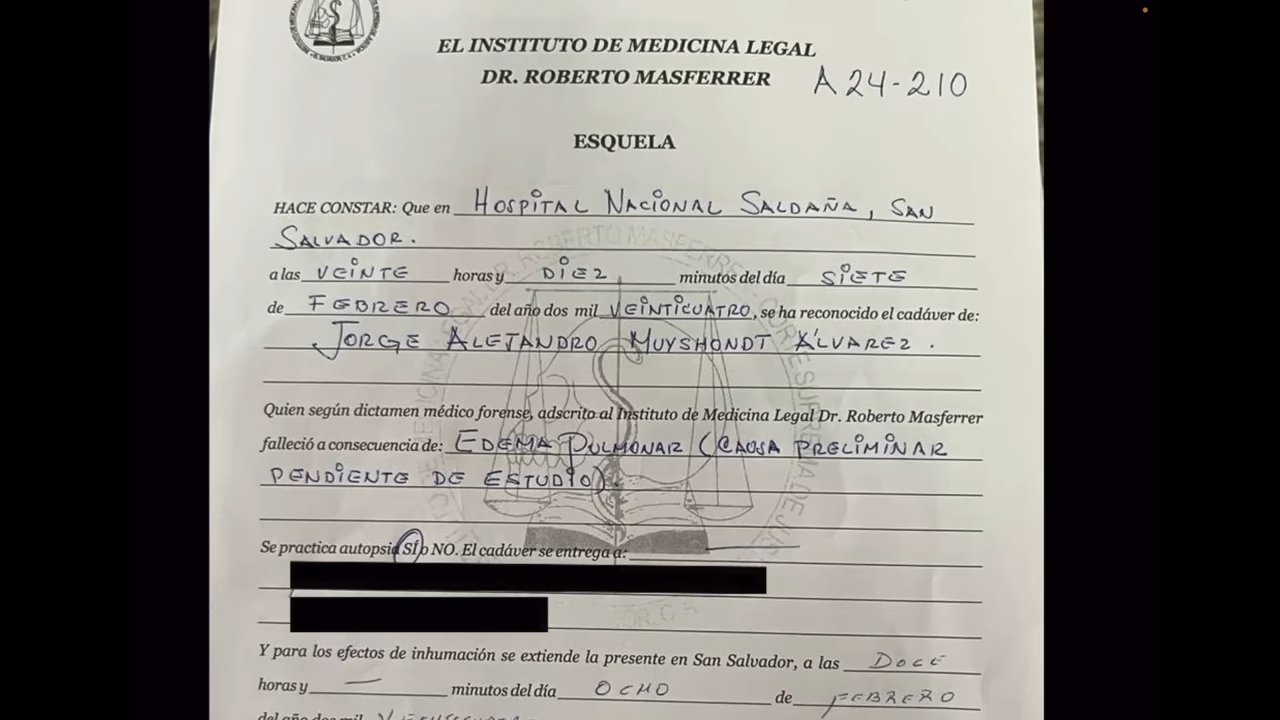 EL INSTITUTO DE MEDICINA LEGAL
DR. ROBERTO MASFERRER
A24-210
ESQUELA
HACE CONSTAR: Que en HOSPITAL NACIONAL SALDAÑA, SAN
SALVADOR.
a las VEINTE horas y DIEZ minutos del día SIETE
de FEBRERO del año dos mil VEINTICUATRO, se ha reconocido el cadáver de:
JORGE ALEJANDRO MUYSHONDT ÁLVAREZ.
Quien según dictamen médico forense, adscrito al Instituto de Medicina Legal Dr. Roberto Masferrer
falleció a consecuencia de: EDEMA PULMONAR (CAUSA PRELIMINAR
PENDIENTE DE ESTUDIO).
Se practica autopsia SÍ o NO. El cadáver se entrega a:
Y para los efectos de inhumación se extiende la presente en San Salvador, a las DOCE
horas y — minutos del día OCHO de FEBRERO
del año dos mil